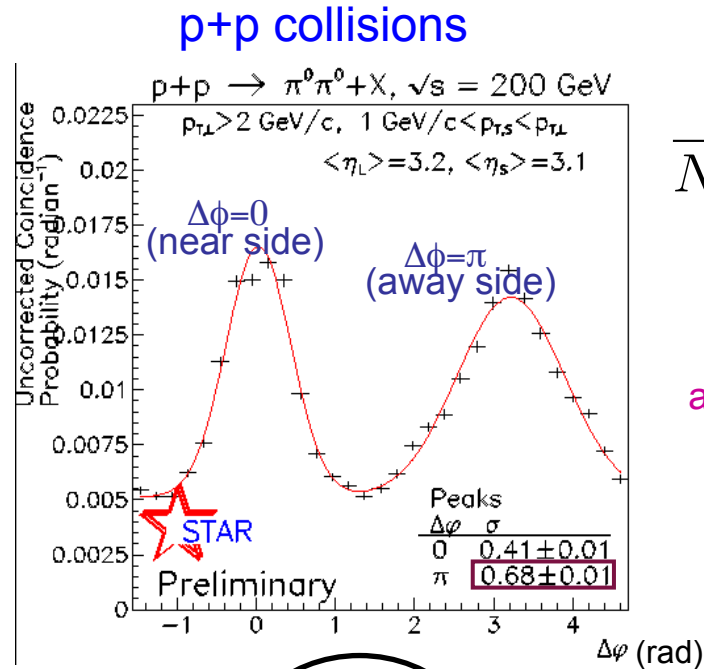 p+p collisions
p+p → π⁰π⁰+X, √s = 200 GeV
p_{T,L}>2 GeV/c, 1 GeV/c<p_{T,S}<p_{T,L}
<η_L>=3.2, <η_S>=3.1
N
Uncorrected Coincidence
Probability (radian⁻¹)
0.0225
0.02
0.0175
0.015
0.0125
0.01
0.0075
0.005
0.0025
0
Δϕ=0
(near side)
Δϕ=π
(away side)
a
STAR
Preliminary
Peaks
Δφ σ
0 0.41±0.01
π 0.68±0.01
−1 0 1 2 3 4
Δφ (rad)